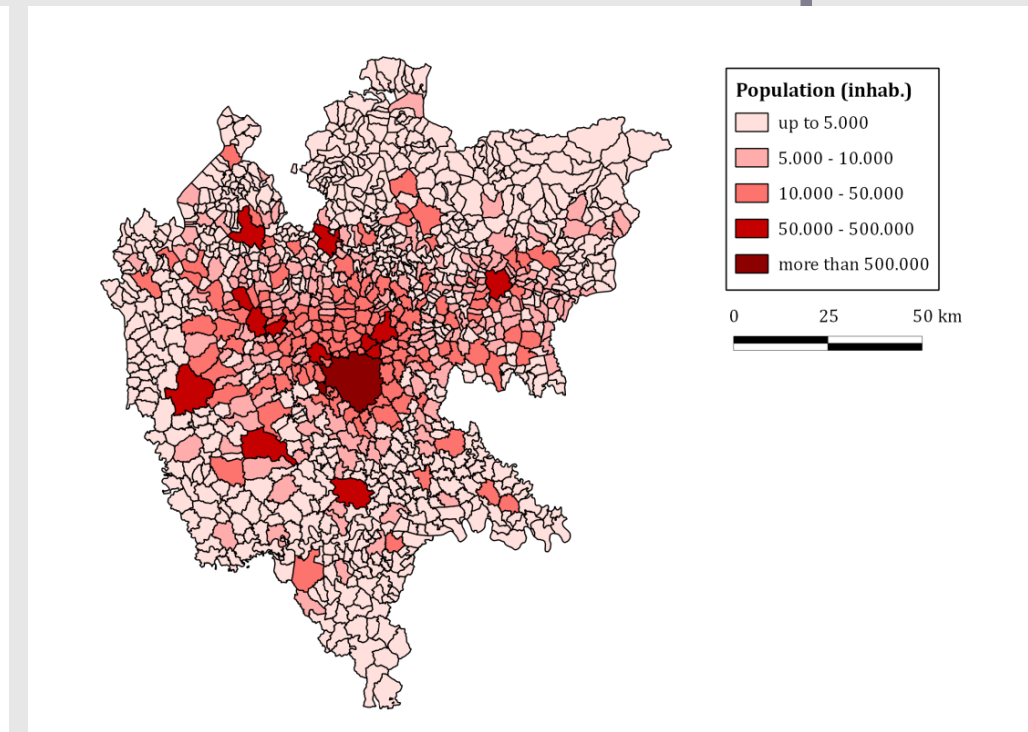 Population (inhab.)
up to 5.000
5.000 - 10.000
10.000 - 50.000
50.000 - 500.000
more than 500.000
0 25 50 km